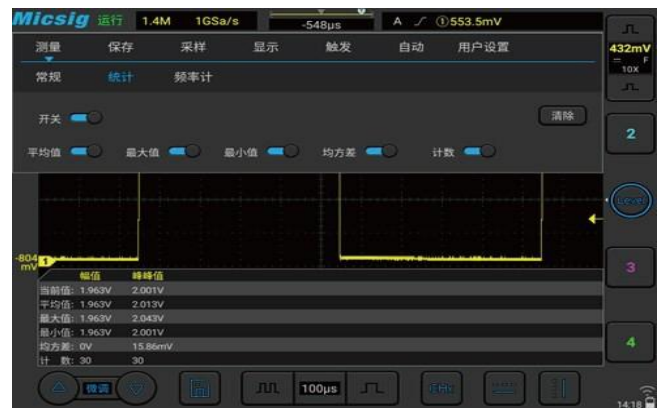 Micsig 运行 1.4M 1GSa/s -548μs A ①553.5mV
测量 保存 采样 显示 触发 自动 用户设置
432mV
F
10X
常规 统计 频率计
开关 清除
2
平均值 最大值 最小值 均方差 计数
Level
-804
mV
1
3
幅值 峰峰值
当前值: 1.963V 2.001V
平均值: 1.963V 2.013V
最大值: 1.963V 2.043V
最小值: 1.963V 2.001V
均方差: 0V 15.86mV
计 数: 30 30
4
微调 100μs
14:18